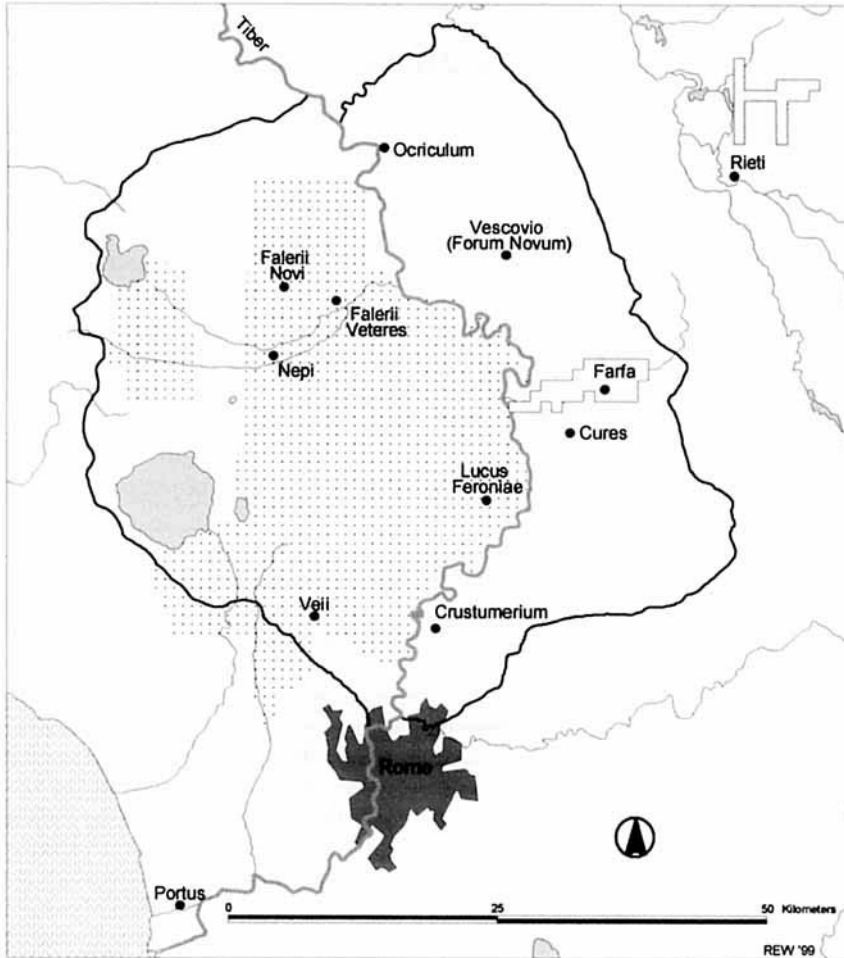 Tiber
Ocriculum
Rieti
Vescovio
(Forum Novum)
Falerii
Novi
Falerii
Veteres
Nepi
Farfa
Cures
Lucus
Feroniae
Veii
Crustumerium
Rome
Portus
0 25 50 Kilometers
REW '99